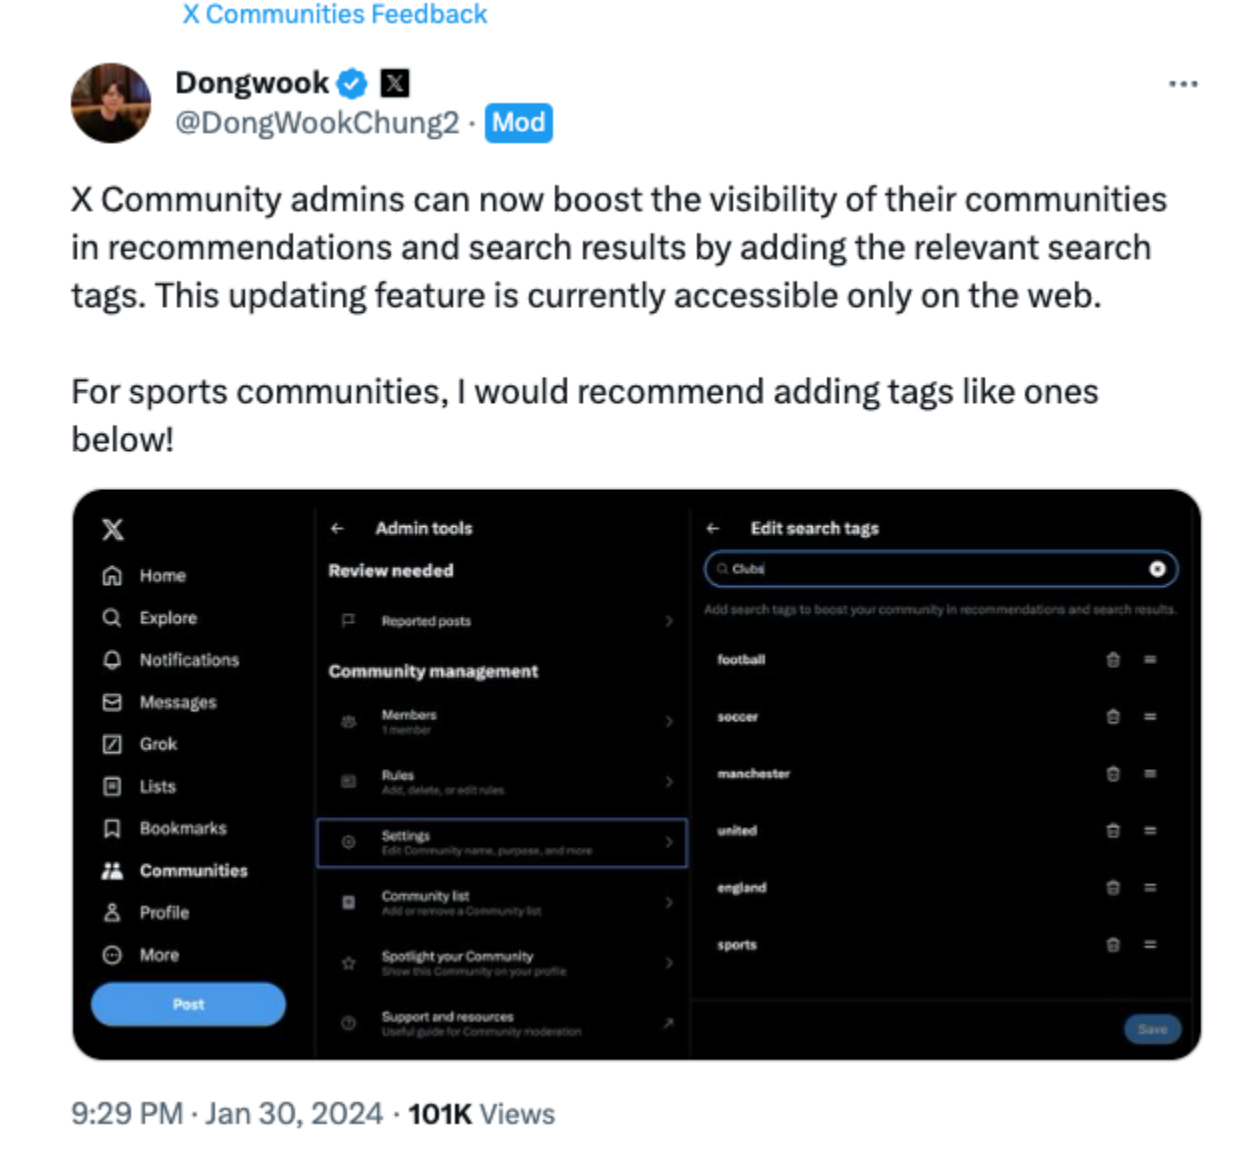 X Communities Feedback
Dongwook
@DongWookChung2 · Mod
X Community admins can now boost the visibility of their communities
in recommendations and search results by adding the relevant search
tags. This updating feature is currently accessible only on the web.
For sports communities, I would recommend adding tags like ones
below!
Home
Explore
Notifications
Messages
Grok
Lists
Bookmarks
Communities
Profile
More
Post
Admin tools
Review needed
Reported posts
Community management
Members
1 member
Rules
Add, delete, or edit rules
Settings
Edit Community name, purpose, and more
Community list
Add or remove a Community list
Spotlight your Community
Show this Community on your profile
Support and resources
Useful guide for Community moderation
Edit search tags
Clubs
Add search tags to boost your community in recommendations and search results.
football
soccer
manchester
united
england
sports
Save
9:29 PM · Jan 30, 2024 · 101K Views